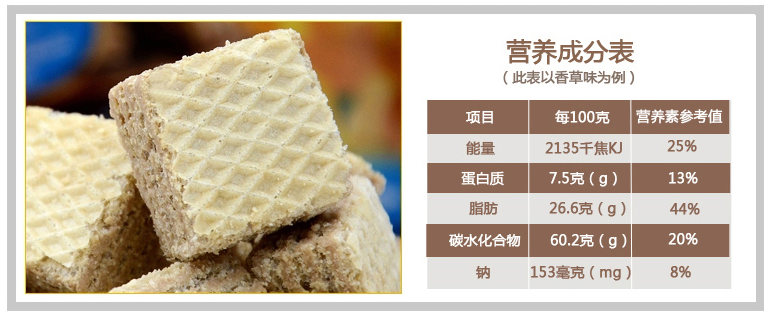 营养成分表
（此表以香草味为例）
项目 每100克 营养素参考值
能量 2135千焦KJ 25%
蛋白质 7.5克（g） 13%
脂肪 26.6克（g） 44%
碳水化合物 60.2克（g） 20%
钠 153毫克（mg） 8%